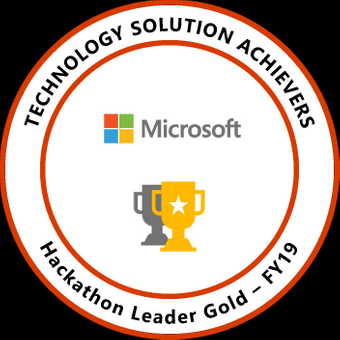 TECHNOLOGY SOLUTION ACHIEVERS
Microsoft
Hackathon Leader Gold – FY19